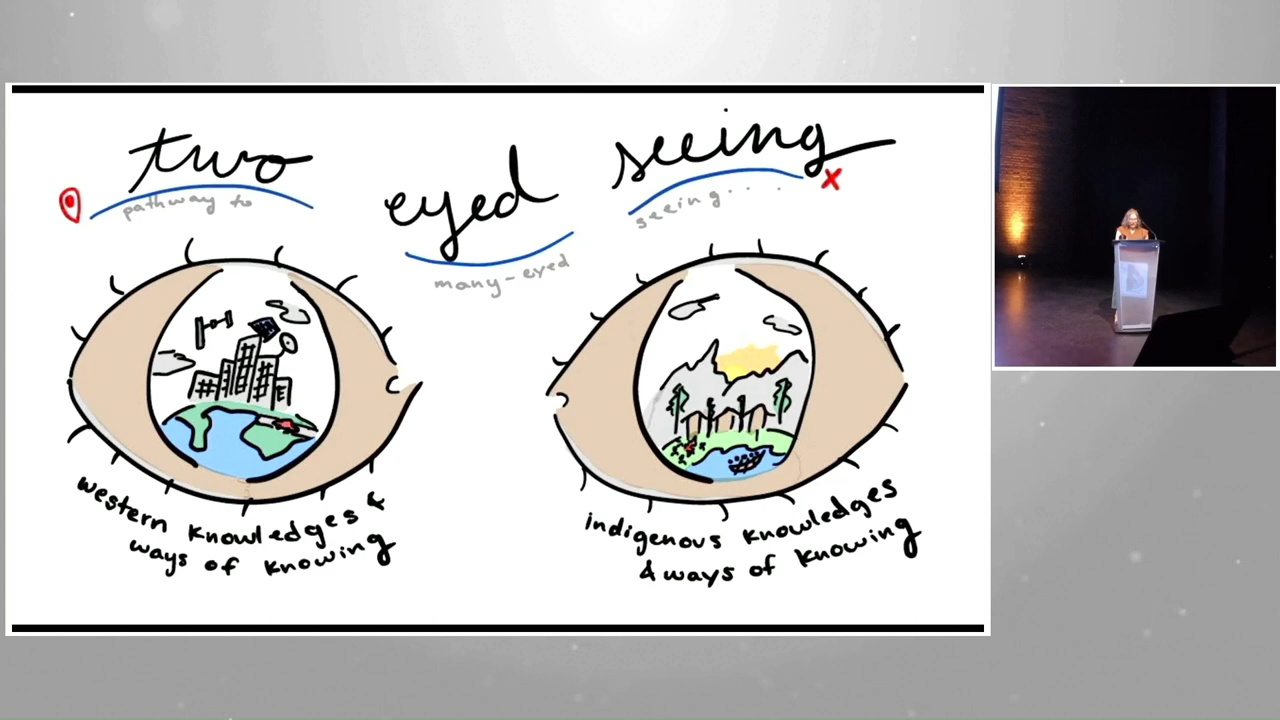 two
eyed
seeing
pathway to
many-eyed
seeing....
western knowledges &
ways of knowing
indigenous knowledges
& ways of knowing